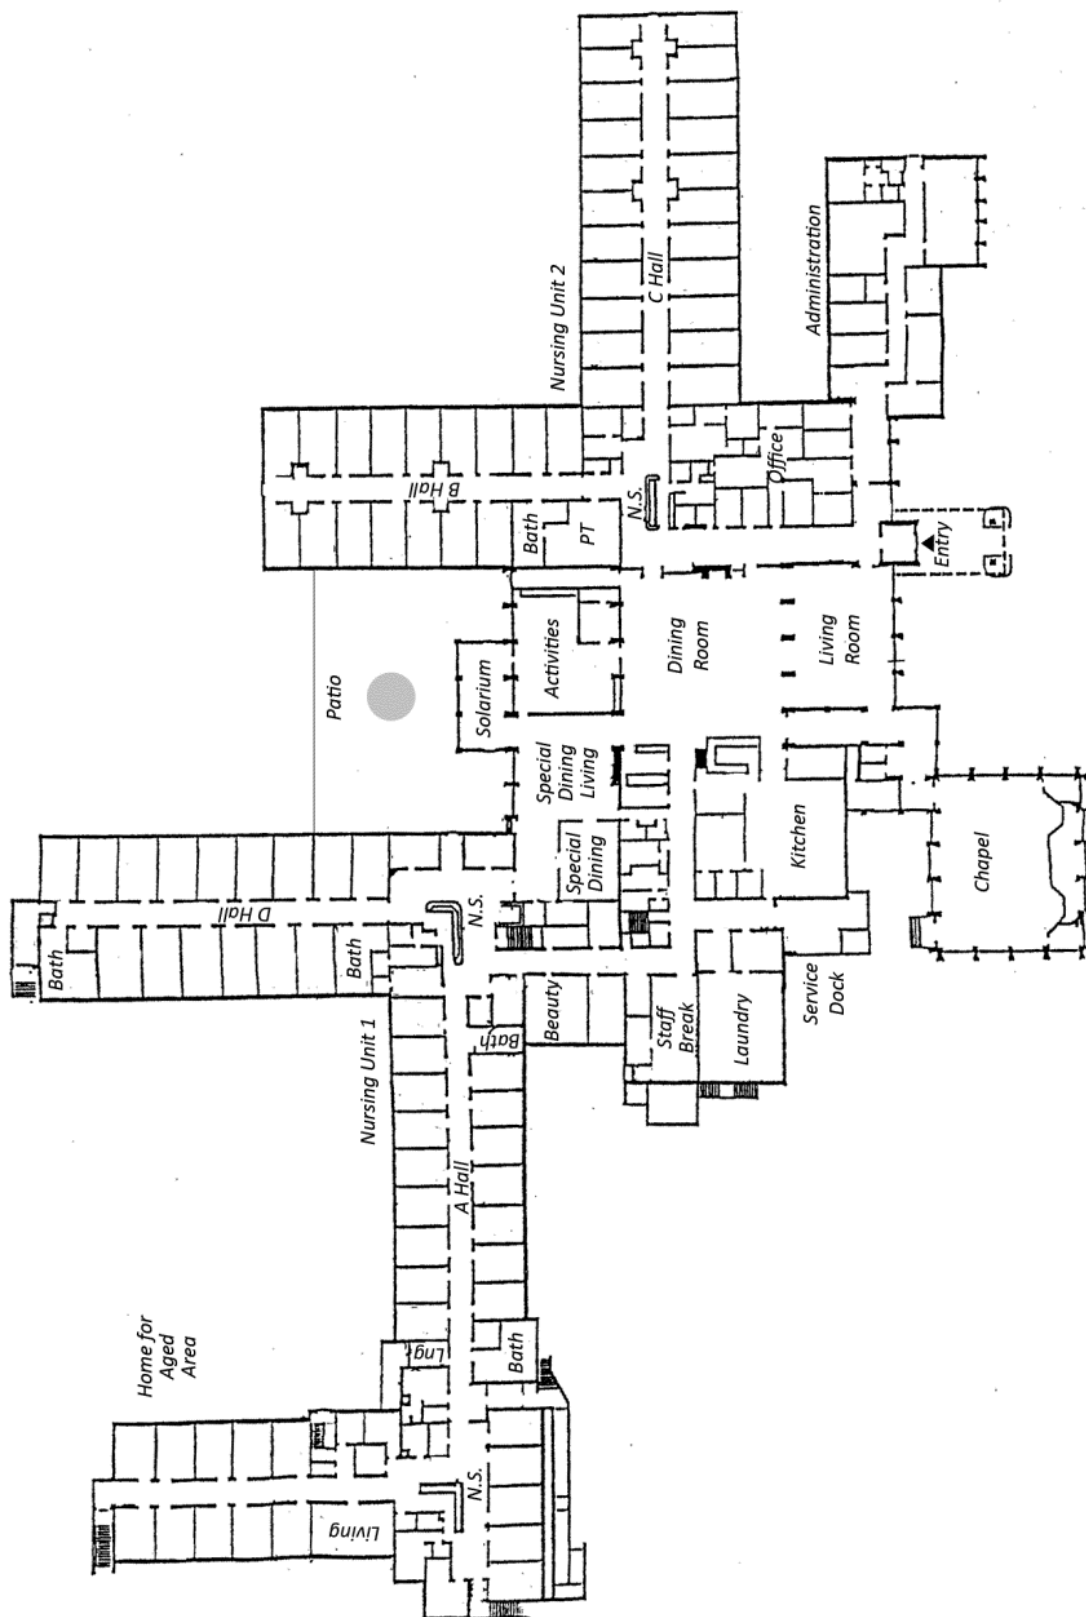 Nursing Unit 2
C Hall
Administration
B Hall
Bath
PT
N.S.
Office
Entry
Patio
Solarium
Activities
Dining
Room
Living
Room
Special
Dining
Living
Special
Dining
Kitchen
Chapel
D Hall
Bath
Bath
N.S.
Nursing Unit 1
Beauty
Bath
Staff
Break
Laundry
Service
Dock
A Hall
Home for
Aged
Area
Lng
Bath
Living
N.S.